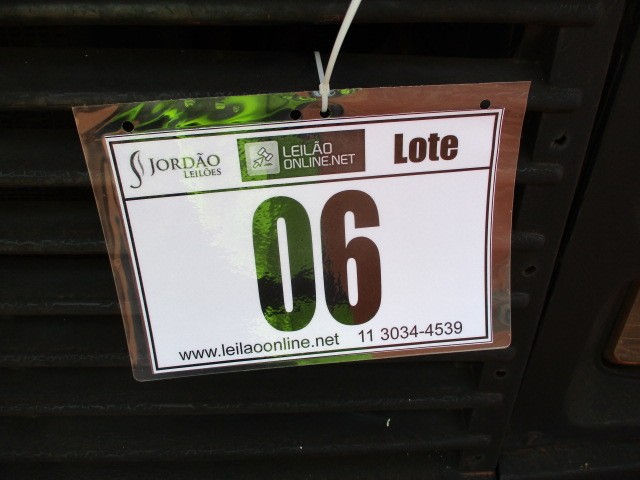 JORDÃO
LEILÕES
LEILÃO
ONLINE.NET
Lote
06
www.leilaoonline.net 11 3034-4539